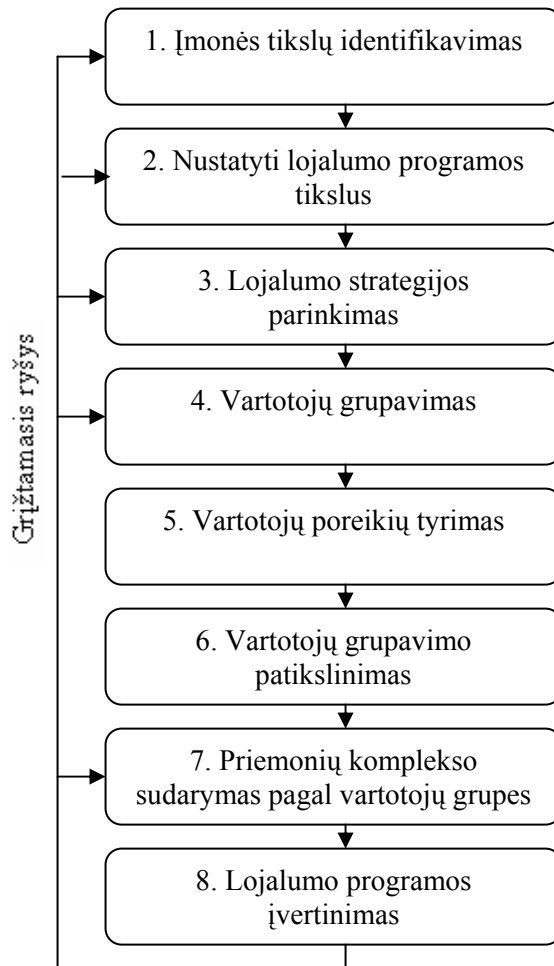 1. Įmonės tikslų identifikavimas
2. Nustatyti lojalumo programos
tikslus
3. Lojalumo strategijos
parinkimas
4. Vartotojų grupavimas
5. Vartotojų poreikių tyrimas
6. Vartotojų grupavimo
patikslinimas
7. Priemonių komplekso
sudarymas pagal vartotojų grupes
8. Lojalumo programos
įvertinimas
Grįžtamasis ryšys